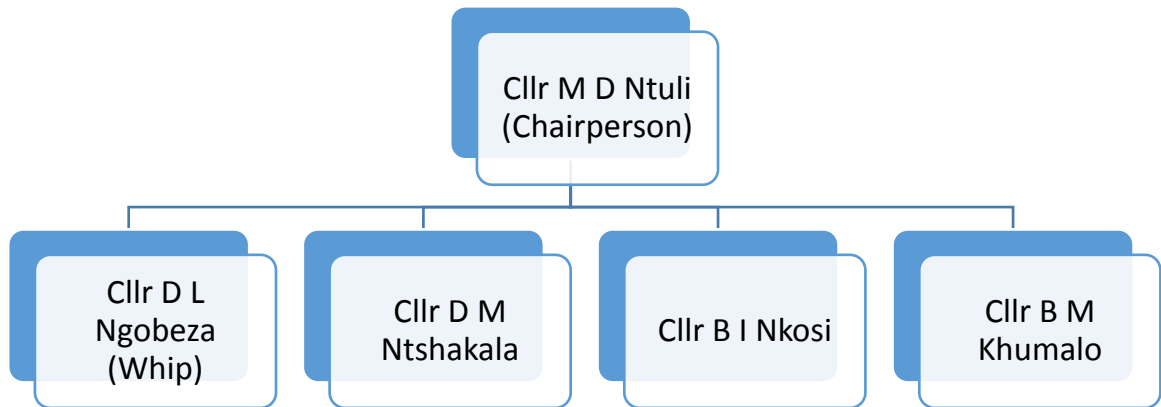 Cllr M D Ntuli
(Chairperson)
Cllr D L
Ngobeza
(Whip)
Cllr D M
Ntshakala
Cllr B I Nkosi
Cllr B M
Khumalo